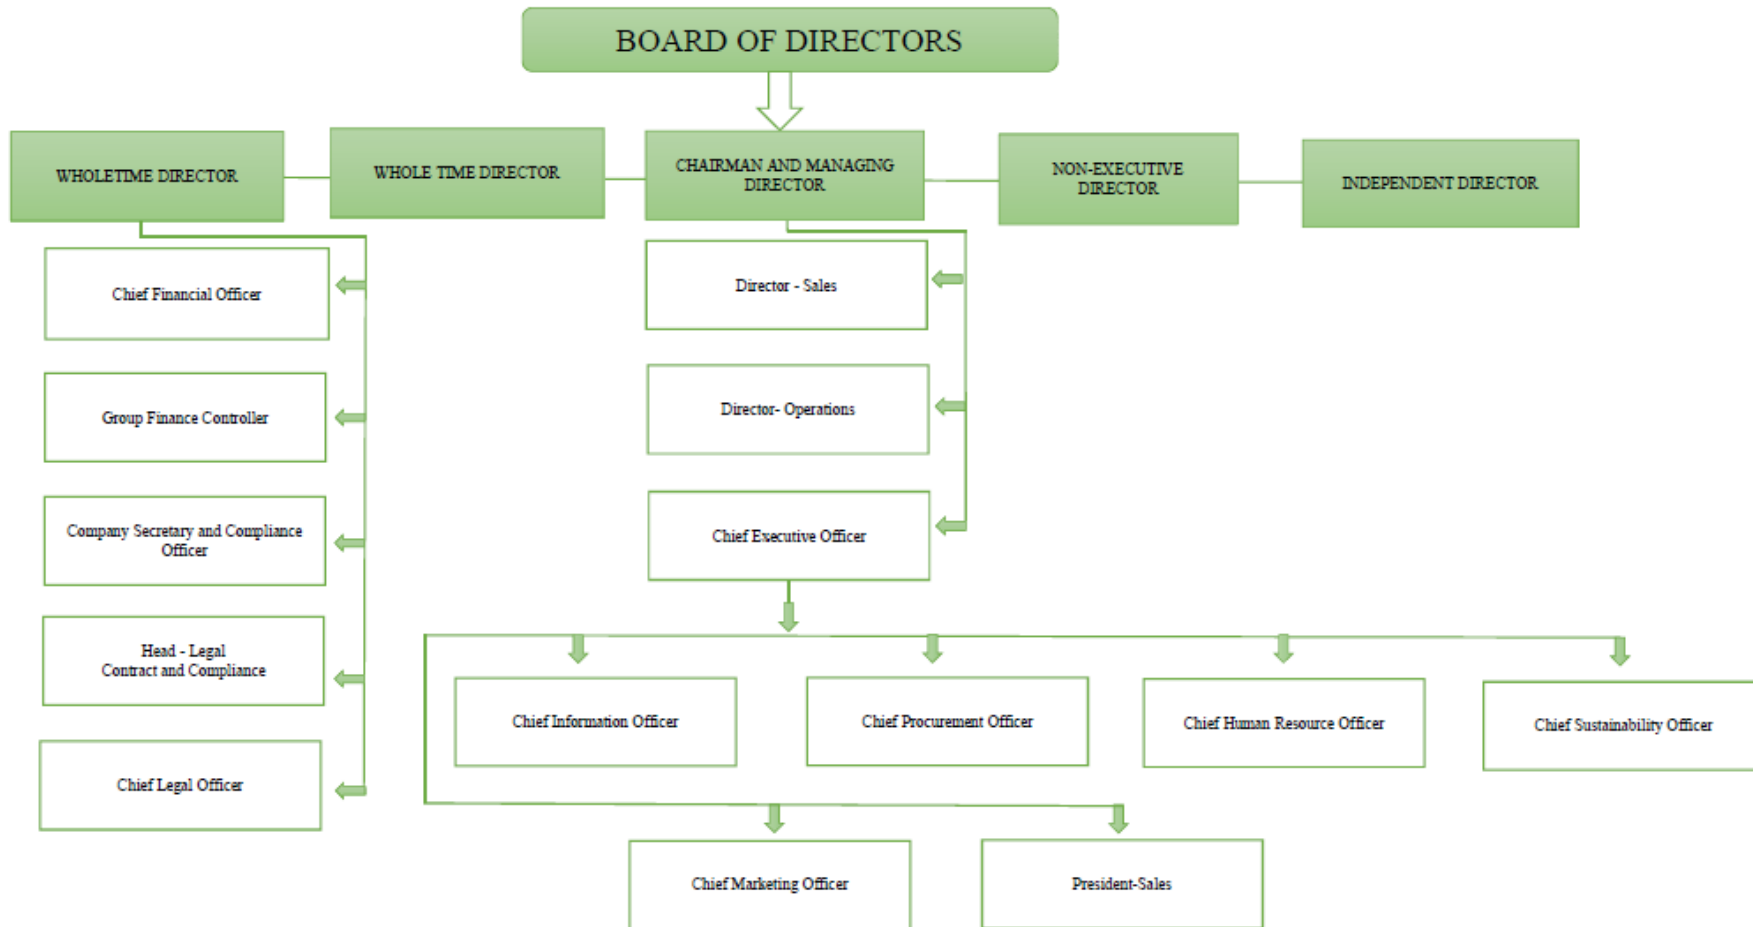 BOARD OF DIRECTORS
WHOLETIME DIRECTOR
WHOLE TIME DIRECTOR
CHAIRMAN AND MANAGING
DIRECTOR
NON-EXECUTIVE
DIRECTOR
INDEPENDENT DIRECTOR
Chief Financial Officer
Group Finance Controller
Company Secretary and Compliance
Officer
Head - Legal
Contract and Compliance
Chief Legal Officer
Director - Sales
Director- Operations
Chief Executive Officer
Chief Information Officer
Chief Procurement Officer
Chief Human Resource Officer
Chief Sustainability Officer
Chief Marketing Officer
President-Sales